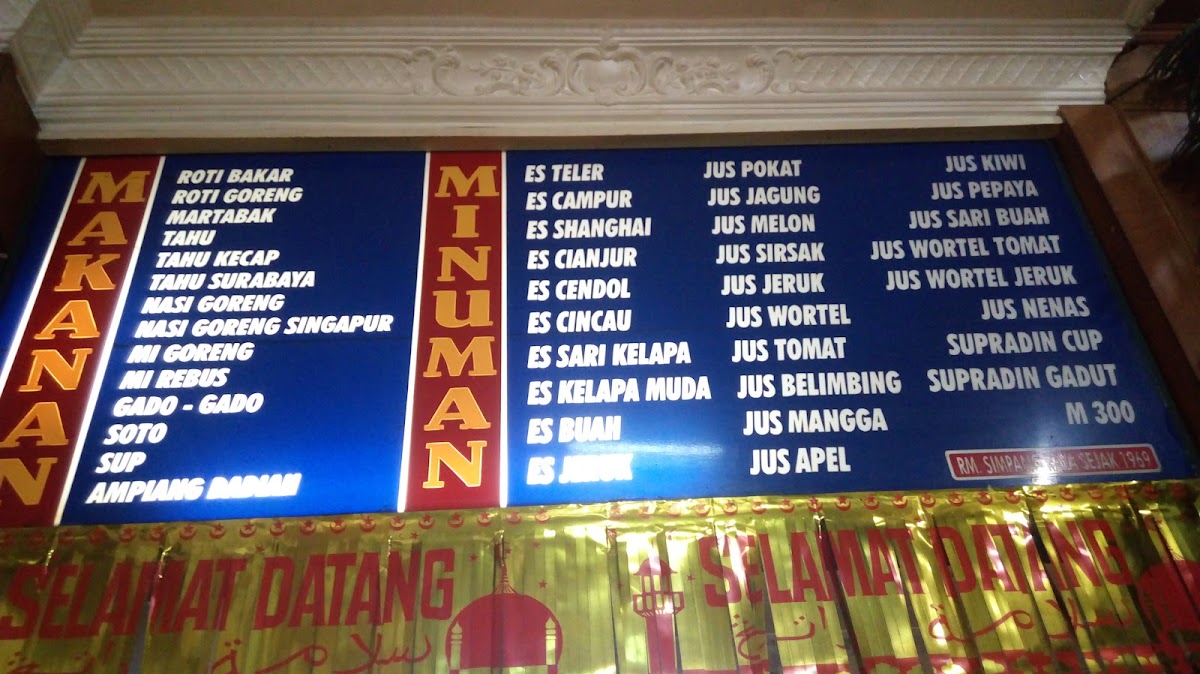 MAKANAN
ROTI BAKAR
ROTI GORENG
MARTABAK
TAHU
TAHU KECAP
TAHU SURABAYA
NASI GORENG
NASI GORENG SINGAPUR
MI GORENG
MI REBUS
GADO - GADO
SOTO
SUP
AMPIANG DADIAH
MINUMAN
ES TELER
ES CAMPUR
ES SHANGHAI
ES CIANJUR
ES CENDOL
ES CINCAU
ES SARI KELAPA
ES KELAPA MUDA
ES BUAH
ES JERUK
JUS POKAT
JUS JAGUNG
JUS MELON
JUS SIRSAK
JUS JERUK
JUS WORTEL
JUS TOMAT
JUS BELIMBING
JUS MANGGA
JUS APEL
JUS KIWI
JUS PEPAYA
JUS SARI BUAH
JUS WORTEL TOMAT
JUS WORTEL JERUK
JUS NENAS
SUPRADIN CUP
SUPRADIN GADUT
M 300
RM. SEJAK 1969
SELAMAT DATANG SELAMAT DATANG